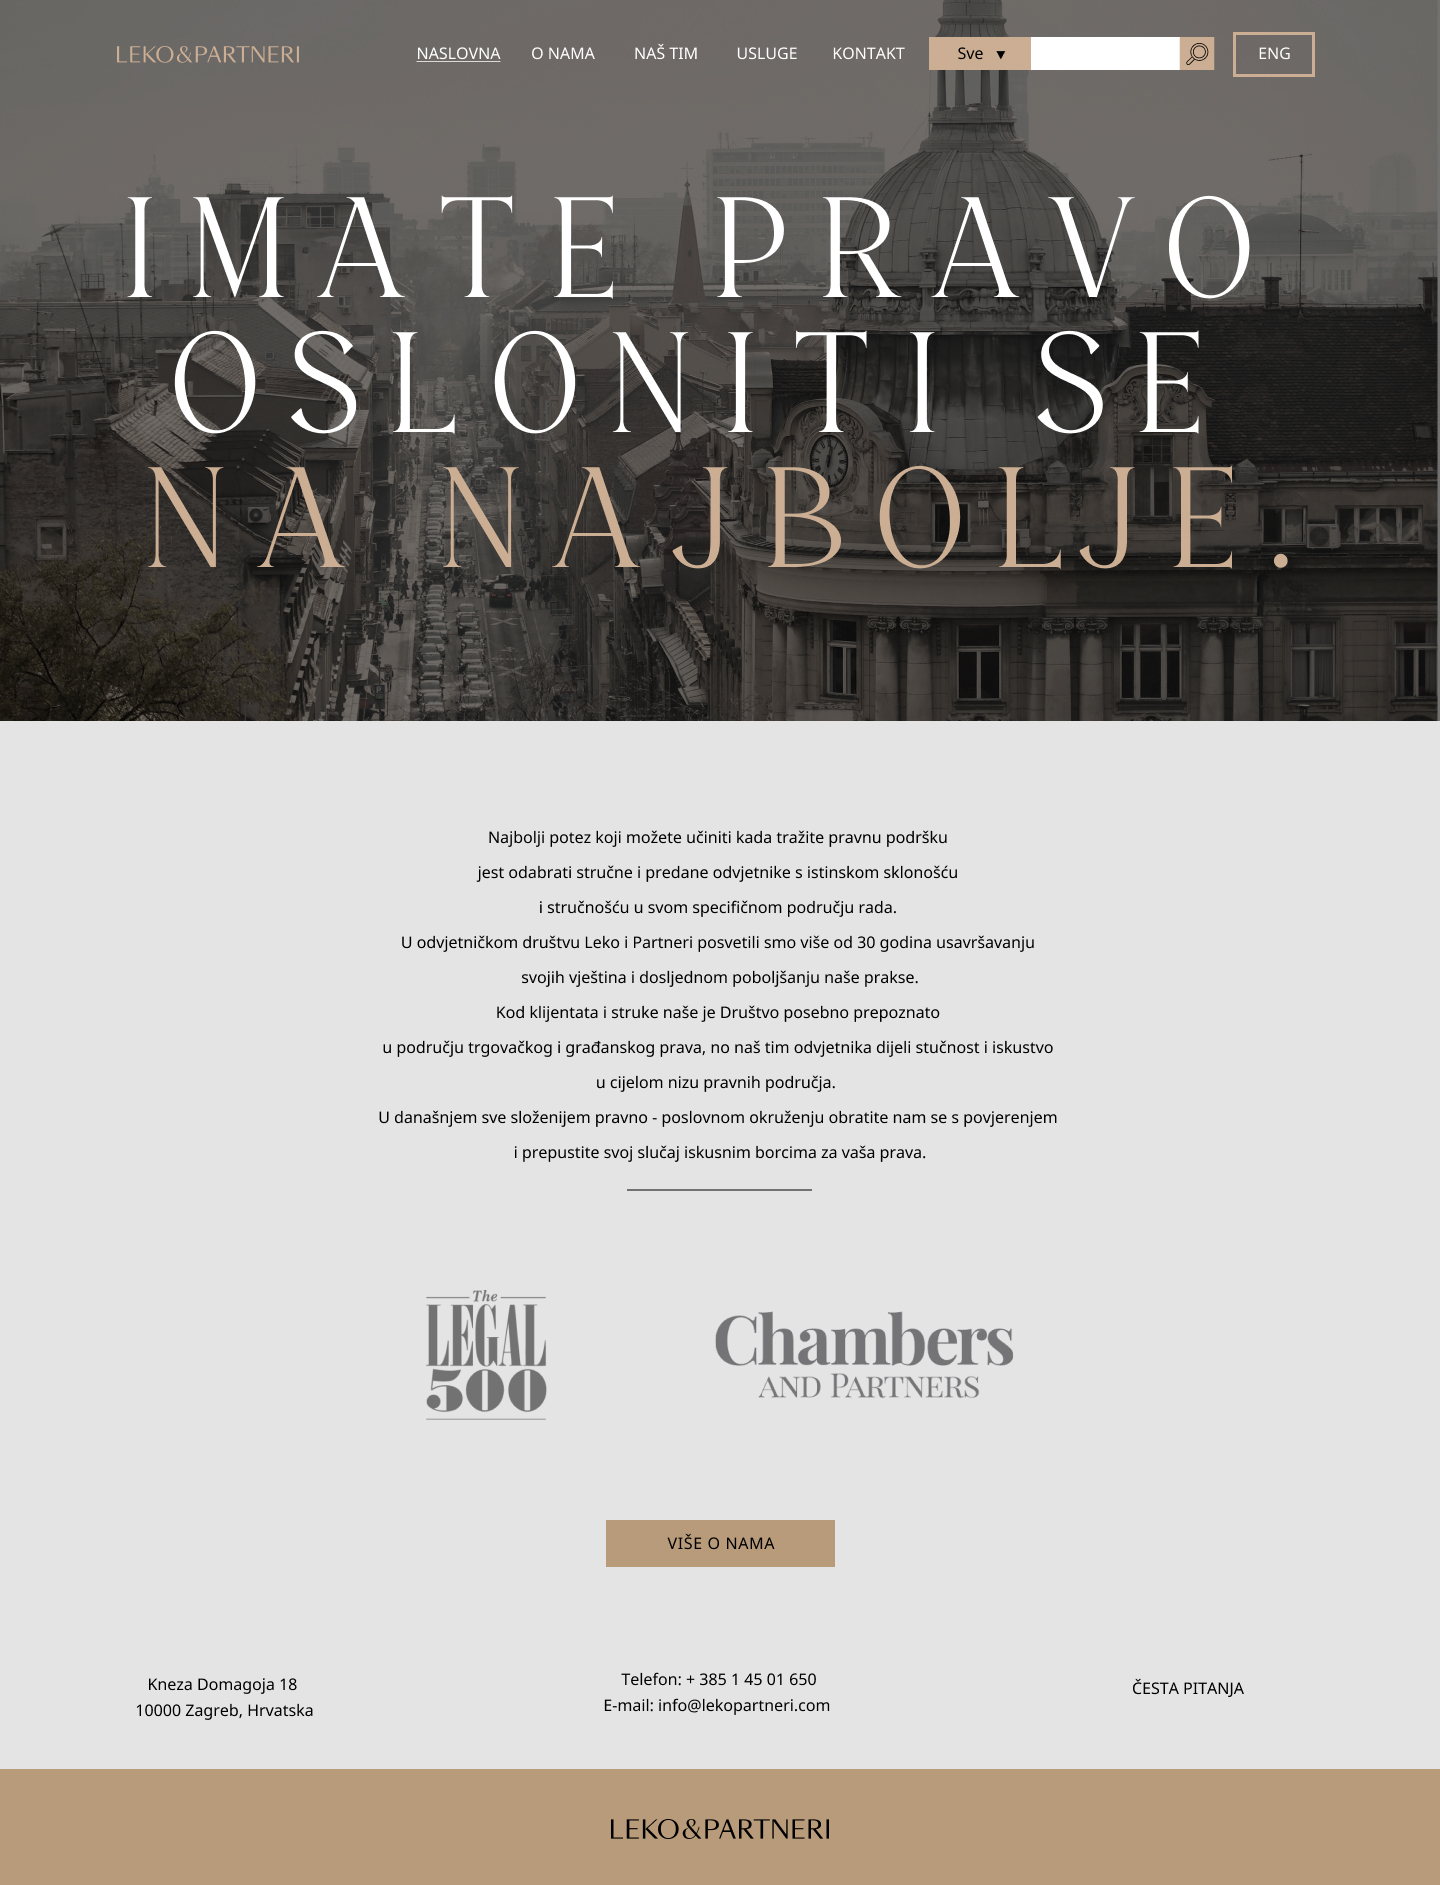 LEKO&PARTNERI
NASLOVNA O NAMA NAŠ TIM USLUGE KONTAKT Sve ENG
IMATE PRAVO
OSLONITI SE
NA NAJBOLJE.
Najbolji potez koji možete učiniti kada tražite pravnu podršku
jest odabrati stručne i predane odvjetnike s istinskom sklonošću
i stručnošću u svom specifičnom području rada.
U odvjetničkom društvu Leko i Partneri posvetili smo više od 30 godina usavršavanju
svojih vještina i dosljednom poboljšanju naše prakse.
Kod klijentata i struke naše je Društvo posebno prepoznato
u području trgovačkog i građanskog prava, no naš tim odvjetnika dijeli stučnost i iskustvo
u cijelom nizu pravnih područja.
U današnjem sve složenijem pravno - poslovnom okruženju obratite nam se s povjerenjem
i prepustite svoj slučaj iskusnim borcima za vaša prava.
The
LEGAL
500
Chambers
AND PARTNERS
VIŠE O NAMA
Kneza Domagoja 18
10000 Zagreb, Hrvatska
Telefon: + 385 1 45 01 650
E-mail: info@lekopartneri.com
ČESTA PITANJA
LEKO&PARTNERI